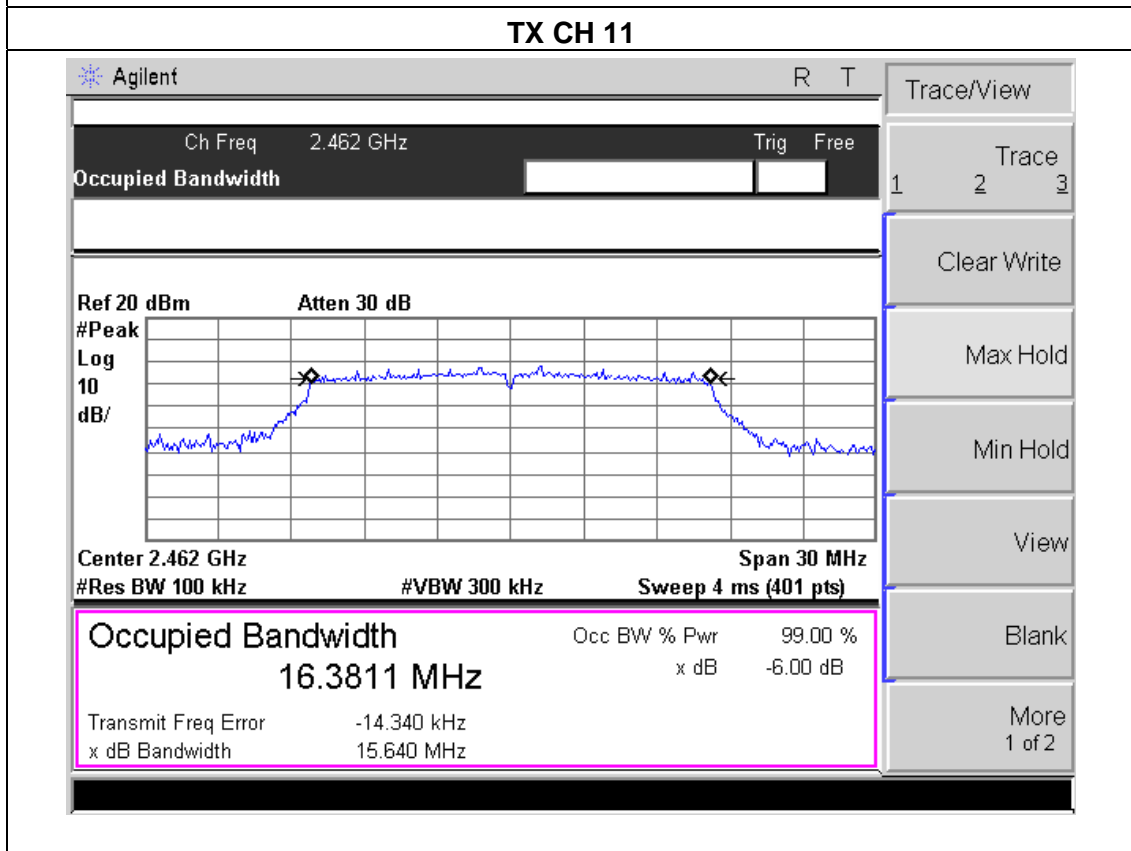 TX CH 11
Agilent R T
Trace/View
Ch Freq 2.462 GHz Trig Free
Occupied Bandwidth
Trace
1 2 3
Clear Write
Ref 20 dBm Atten 30 dB
#Peak
Log
10
dB/
Max Hold
Min Hold
Center 2.462 GHz Span 30 MHz
#Res BW 100 kHz #VBW 300 kHz Sweep 4 ms (401 pts)
View
Occupied Bandwidth
16.3811 MHz
Occ BW % Pwr 99.00 %
x dB -6.00 dB
Transmit Freq Error -14.340 kHz
x dB Bandwidth 15.640 MHz
Blank
More
1 of 2